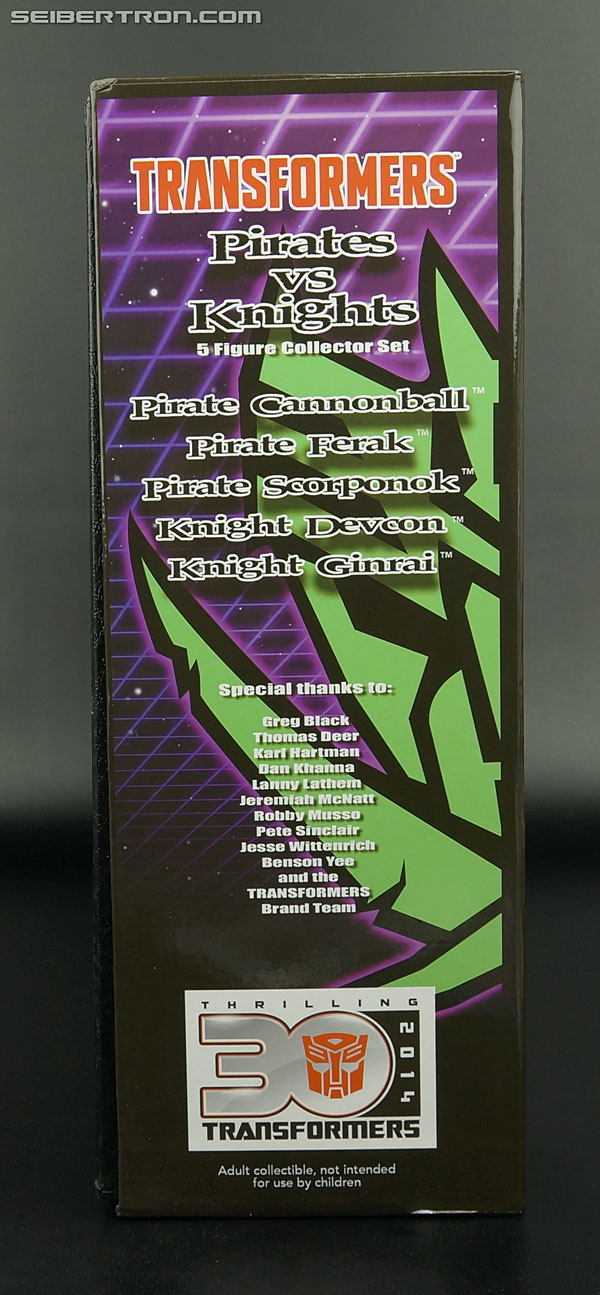 SEIBERTRON.COM
TRANSFORMERS™
Pirates
vs
Knights
5 Figure Collector Set
Pirate Cannonball™
Pirate Ferak™
Pirate Scorponok™
Knight Devcon™
Knight Ginrai™
Special thanks to:
Greg Black
Thomas Deer
Karl Hartman
Dan Khanna
Lanny Lathem
Jeremiah McNatt
Robby Musso
Pete Sinclair
Jesse Wittenrich
Benson Yee
and the
TRANSFORMERS
Brand Team
THRILLING
30
2014
TRANSFORMERS
Adult collectible, not intended
for use by children